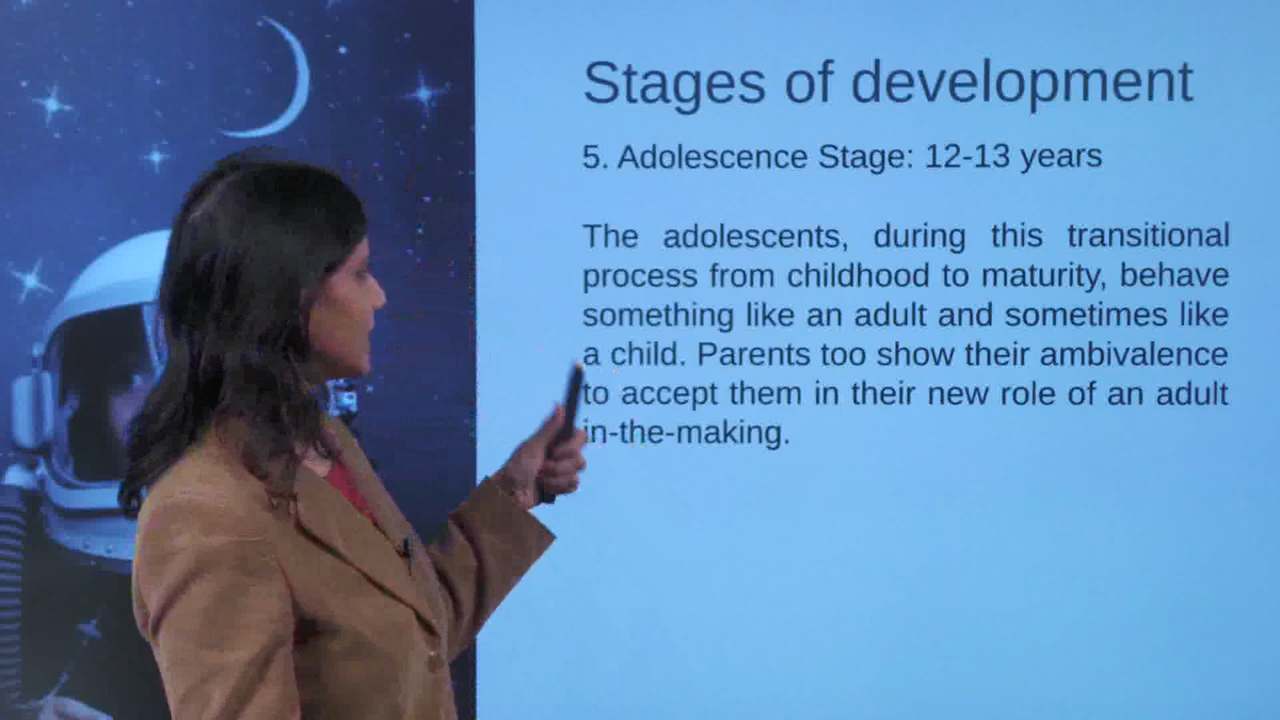 Stages of development
5. Adolescence Stage: 12-13 years
The adolescents, during this transitional
process from childhood to maturity, behave
something like an adult and sometimes like
a child. Parents too show their ambivalence
to accept them in their new role of an adult
in-the-making.